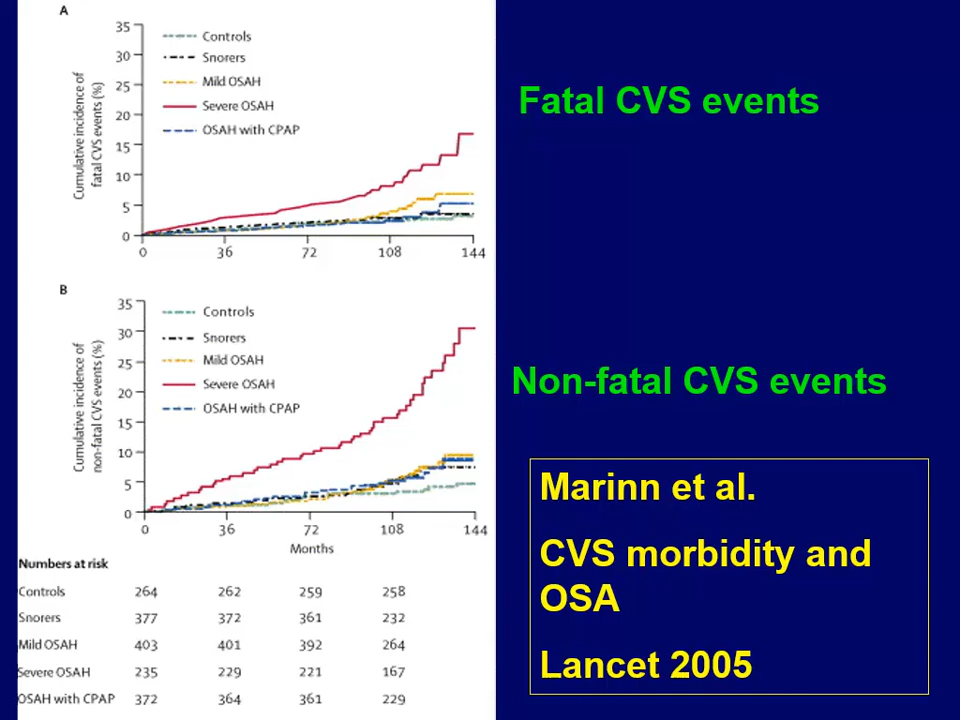 A
35
30
25
20
15
10
5
0
Cumulative incidence of
fatal CVS events (%)
Controls
Snorers
Mild OSAH
Severe OSAH
OSAH with CPAP
0 36 72 108 144
Fatal CVS events
B
35
30
25
20
15
10
5
0
Cumulative incidence of
non-fatal CVS events (%)
Controls
Snorers
Mild OSAH
Severe OSAH
OSAH with CPAP
0 36 72 108 144
Months
Non-fatal CVS events
Numbers at risk
Controls 264 262 259 258
Snorers 377 372 361 232
Mild OSAH 403 401 392 264
Severe OSAH 235 229 221 167
OSAH with CPAP 372 364 361 229
Marinn et al.
CVS morbidity and
OSA
Lancet 2005